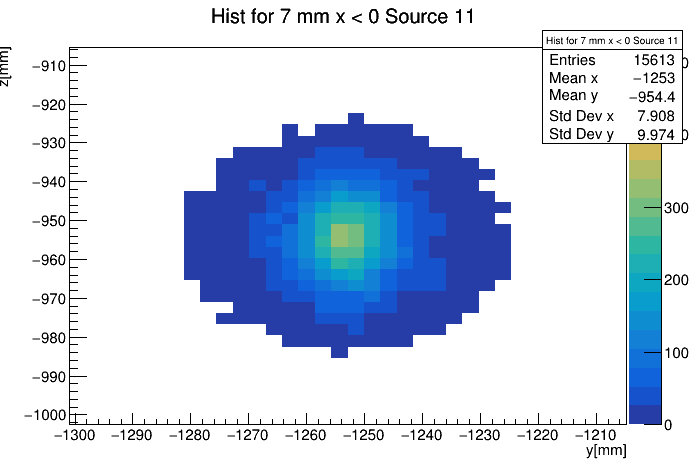 Hist for 7 mm x < 0 Source 11
z[mm]
Hist for 7 mm x < 0 Source 11
Entries 15613
Mean x −1253
Mean y −954.4
Std Dev x 7.908
Std Dev y 9.974
−910
−920
−930
−940
−950
−960
−970
−980
−990
−1000
−1300 −1290 −1280 −1270 −1260 −1250 −1240 −1230 −1220 −1210
y[mm]
300
200
100
0